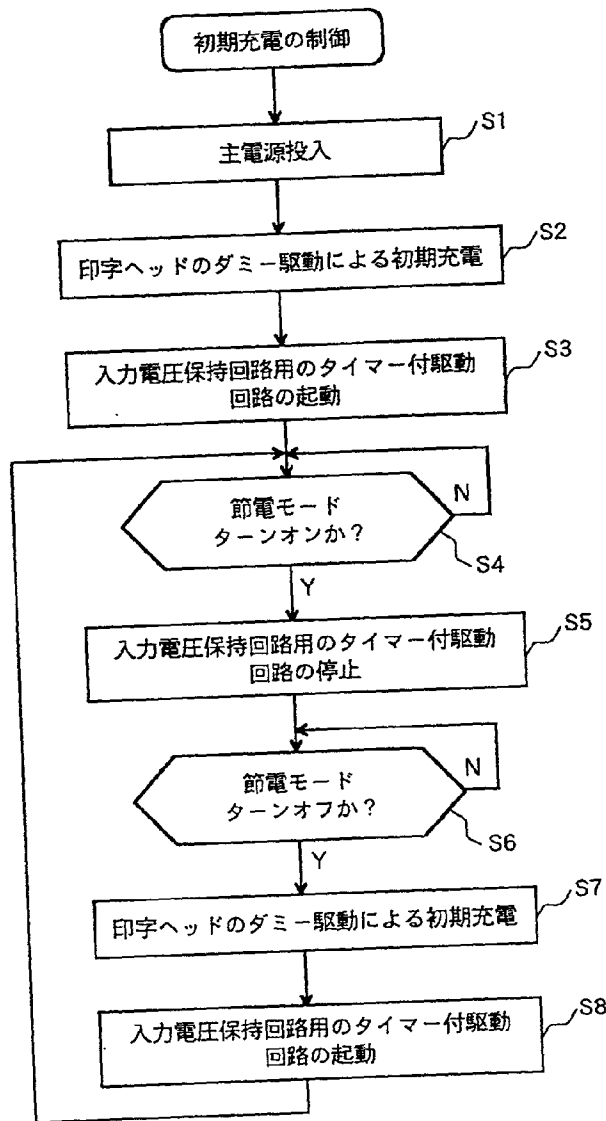 初期充電の制御
S1
主電源投入
S2
印字ヘッドのダミー駆動による初期充電
S3
入力電圧保持回路用のタイマー付駆動
回路の起動
N
節電モード
ターンオンか?
S4
Y
S5
入力電圧保持回路用のタイマー付駆動
回路の停止
N
節電モード
ターンオフか?
S6
Y
S7
印字ヘッドのダミー駆動による初期充電
S8
入力電圧保持回路用のタイマー付駆動
回路の起動